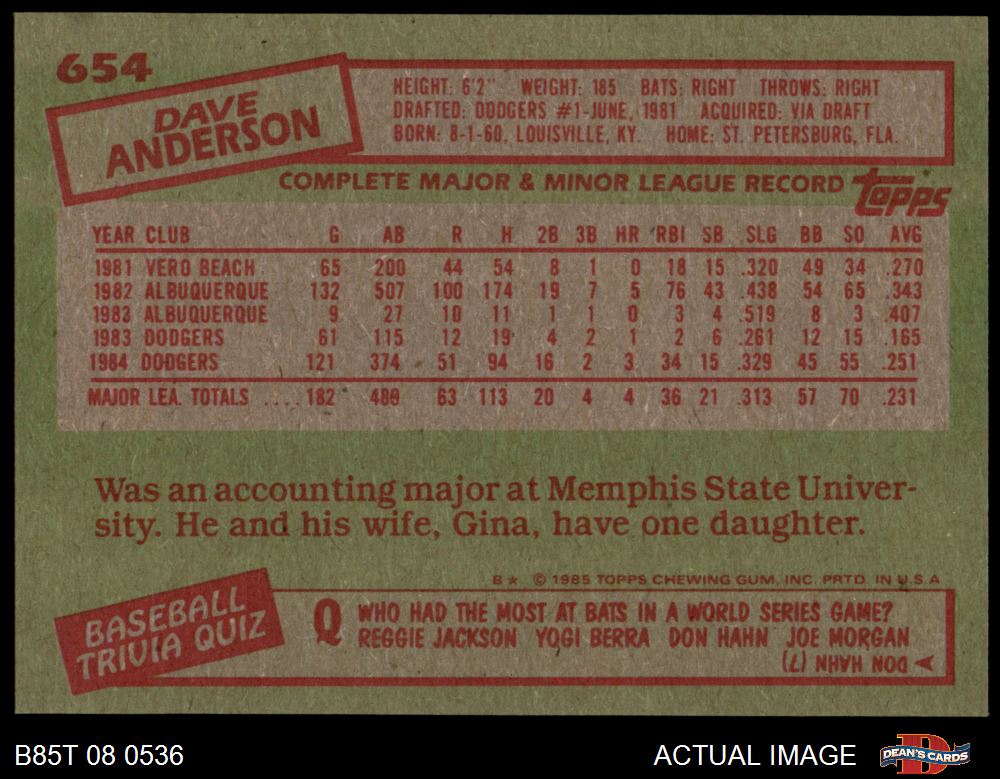 654
DAVE
ANDERSON
HEIGHT: 6'2" WEIGHT: 185 BATS: RIGHT THROWS: RIGHT
DRAFTED: DODGERS #1-JUNE, 1981 ACQUIRED: VIA DRAFT
BORN: 8-1-60, LOUISVILLE, KY. HOME: ST. PETERSBURG, FLA.
COMPLETE MAJOR & MINOR LEAGUE RECORD topps
YEAR CLUB G AB R H 2B 3B HR RBI SB SLG BB SO AVG
1981 VERO BEACH 65 200 44 54 8 1 0 18 15 .320 49 34 .270
1982 ALBUQUERQUE 132 507 100 174 19 7 5 76 43 .438 54 65 .343
1983 ALBUQUERQUE 9 27 10 11 1 1 0 3 4 .519 8 3 .407
1983 DODGERS 61 115 12 19 4 2 1 2 6 .261 12 15 .165
1984 DODGERS 121 374 51 94 16 2 3 34 15 .329 45 55 .251
MAJOR LEA. TOTALS .... 182 489 63 113 20 4 4 36 21 .313 57 70 .231
Was an accounting major at Memphis State Univer-
sity. He and his wife, Gina, have one daughter.
B* © 1985 TOPPS CHEWING GUM, INC. PRTD. IN U.S.A
BASEBALL
TRIVIA QUIZ
Q WHO HAD THE MOST AT BATS IN A WORLD SERIES GAME?
REGGIE JACKSON YOGI BERRA DON HAHN JOE MORGAN
DON HAHN (7)
B85T 08 0536 ACTUAL IMAGE DEAN'S CARDS